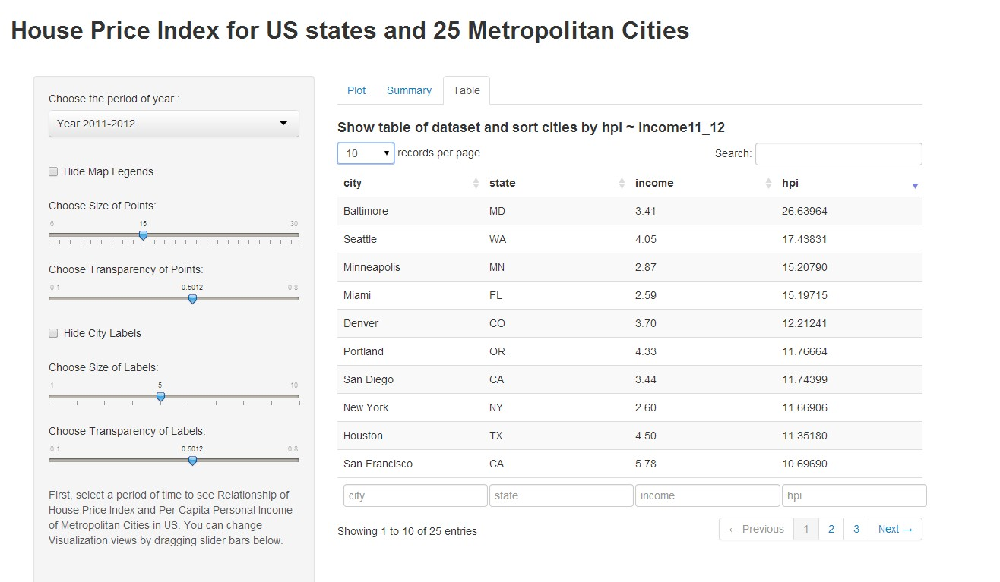 House Price Index for US states and 25 Metropolitan Cities
Choose the period of year :
Year 2011-2012
Hide Map Legends
Choose Size of Points:
6 15 30
Choose Transparency of Points:
0.1 0.5012 0.8
Hide City Labels
Choose Size of Labels:
1 5 10
Choose Transparency of Labels:
0.1 0.5012 0.8
First, select a period of time to see Relationship of
House Price Index and Per Capita Personal Income
of Metropolitan Cities in US. You can change
Visualization views by dragging slider bars below.
Plot Summary Table
Show table of dataset and sort cities by hpi ~ income11_12
10 records per page Search:
city state income hpi
Baltimore MD 3.41 26.63964
Seattle WA 4.05 17.43831
Minneapolis MN 2.87 15.20790
Miami FL 2.59 15.19715
Denver CO 3.70 12.21241
Portland OR 4.33 11.76664
San Diego CA 3.44 11.74399
New York NY 2.60 11.66906
Houston TX 4.50 11.35180
San Francisco CA 5.78 10.69690
city state income hpi
Showing 1 to 10 of 25 entries
← Previous 1 2 3 Next →